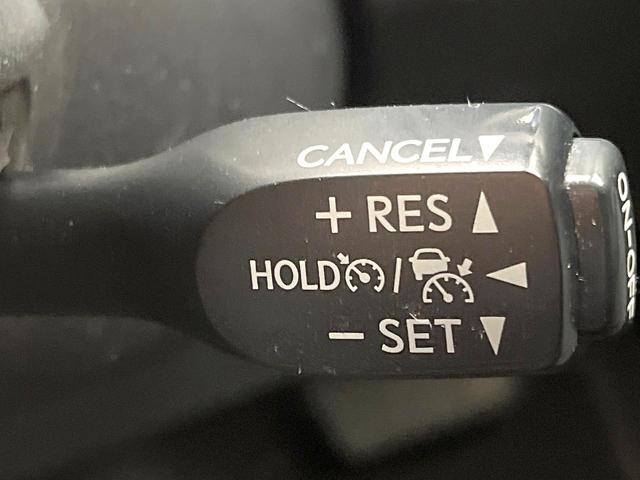 CANCEL▼
+ RES ▲
HOLD / ◀
− SET ▼
ON-OFF